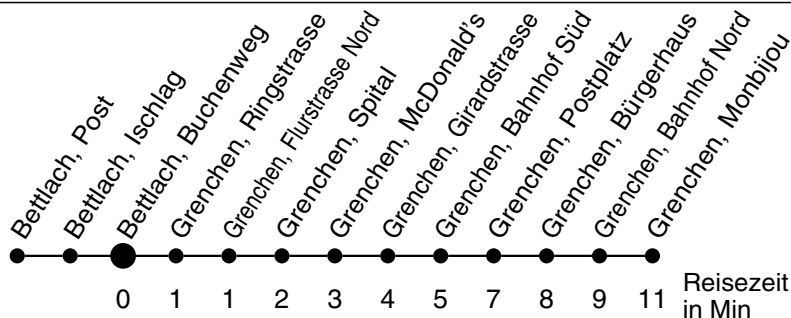 Bettlach, Post
Bettlach, Ischlag
Bettlach, Buchenweg
Grenchen, Ringstrasse
Grenchen, Flurstrasse Nord
Grenchen, Spital
Grenchen, McDonald's
Grenchen, Girardstrasse
Grenchen, Bahnhof Süd
Grenchen, Postplatz
Grenchen, Bürgerhaus
Grenchen, Bahnhof Nord
Grenchen, Monbijou
0 1 1 2 3 4 5 7 8 9 11
Reisezeit
in Min